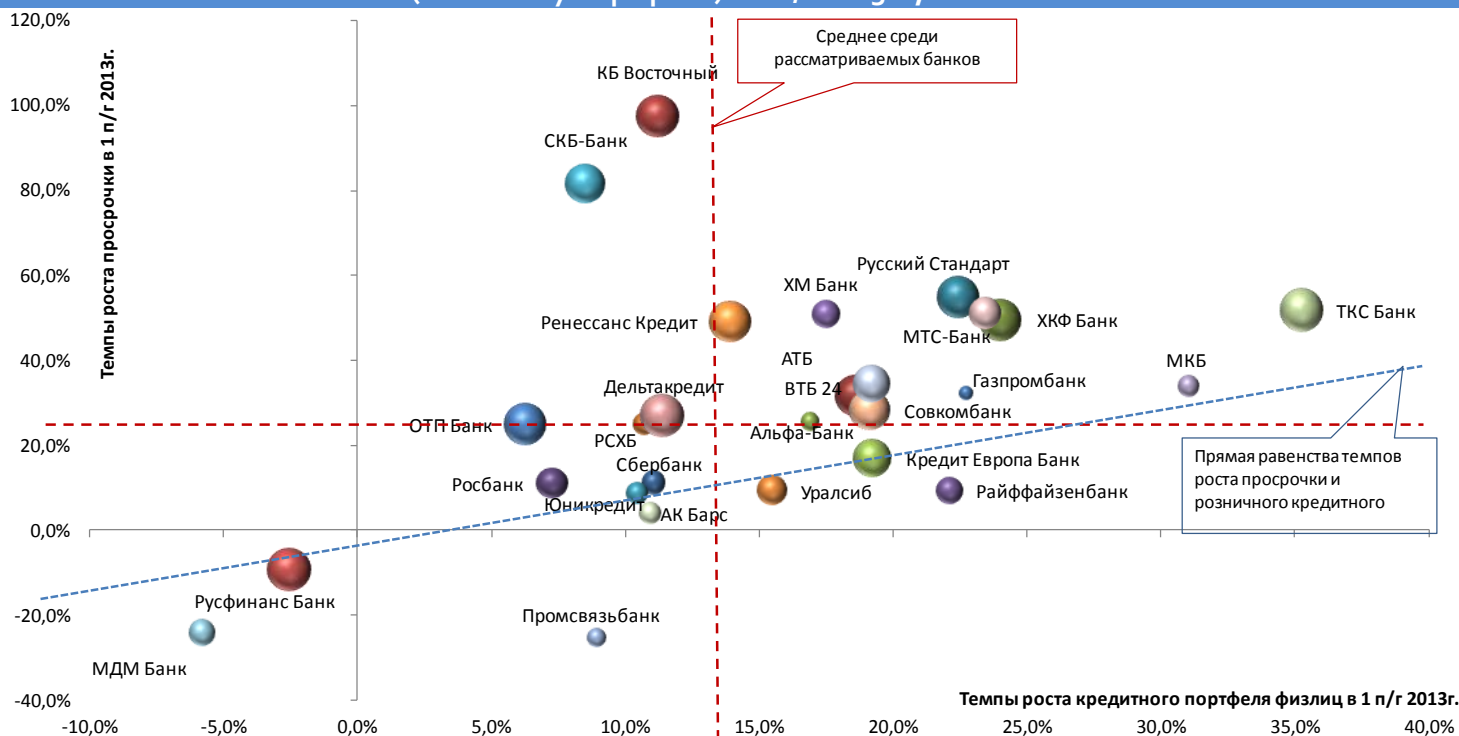 120,0%
100,0%
80,0%
60,0%
40,0%
20,0%
0,0%
-20,0%
-40,0%
Темпы роста просрочки в 1 п/г 2013г.
Среднее среди
рассматриваемых банков
КБ Восточный
СКБ-Банк
Русский Стандарт
ХМ Банк
Ренессанс Кредит
МТС-Банк
ХКФ Банк
ТКС Банк
АТБ
МКБ
Дельтакредит
ВТБ 24
Газпромбанк
Совкомбанк
ОТП Банк
РСХБ
Альфа-Банк
Сбербанк
Кредит Европа Банк
Росбанк
Юникредит
АК Барс
Уралсиб
Райффайзенбанк
Прямая равенства темпов
роста просрочки и
розничного кредитного
Русфинанс Банк
Промсвязьбанк
МДМ Банк
Темпы роста кредитного портфеля физлиц в 1 п/г 2013г.
-10,0%
-5,0%
0,0%
5,0%
10,0%
15,0%
20,0%
25,0%
30,0%
35,0%
40,0%